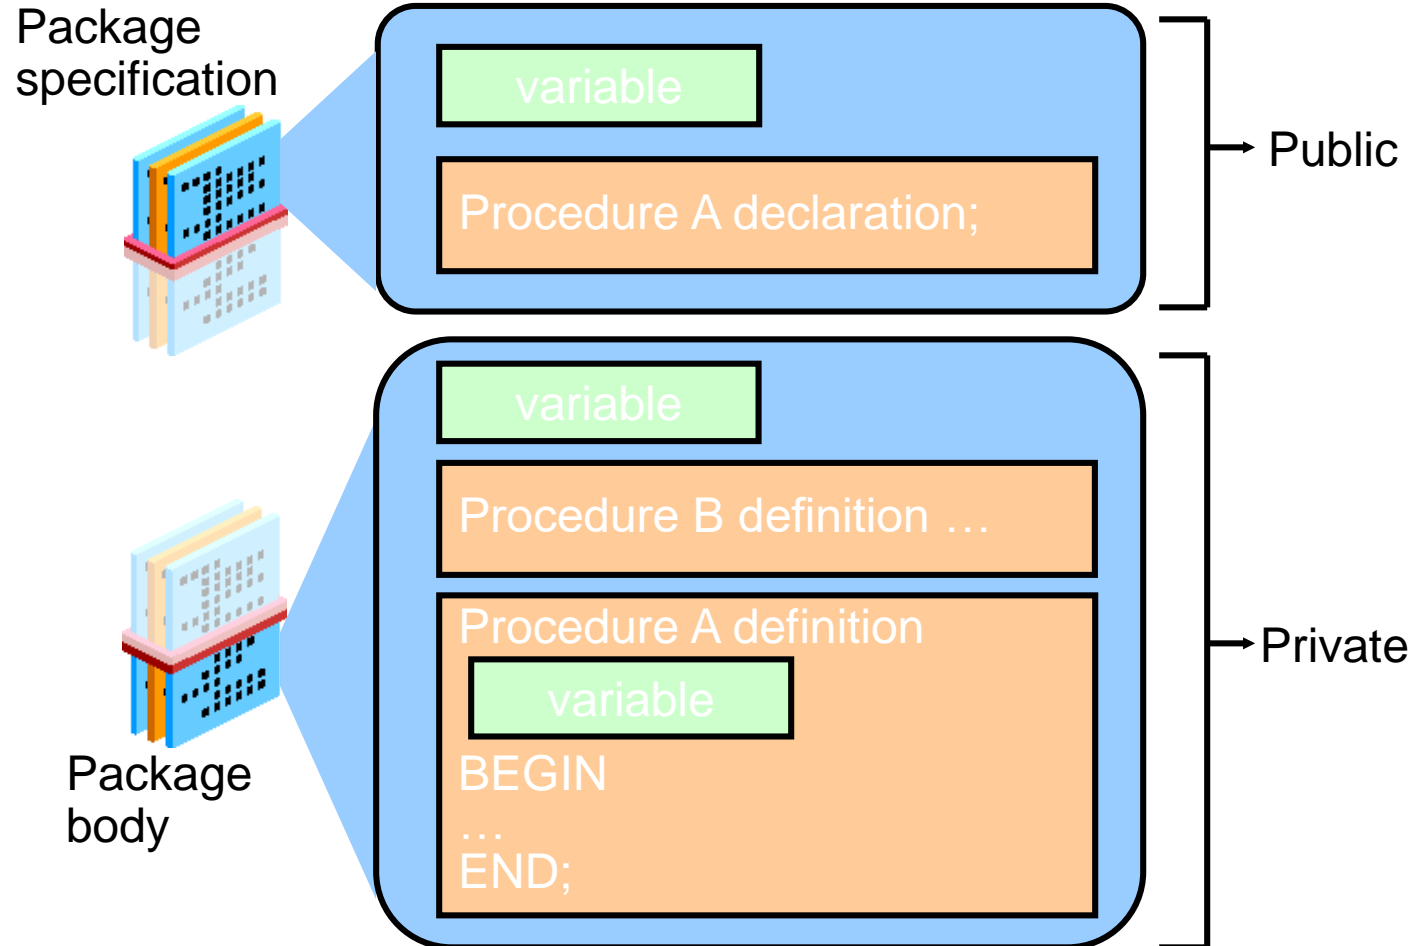 Package
specification
variable
Procedure A declaration;
Public
variable
Procedure B definition …
Procedure A definition
variable
BEGIN
…
END;
Private
Package
body